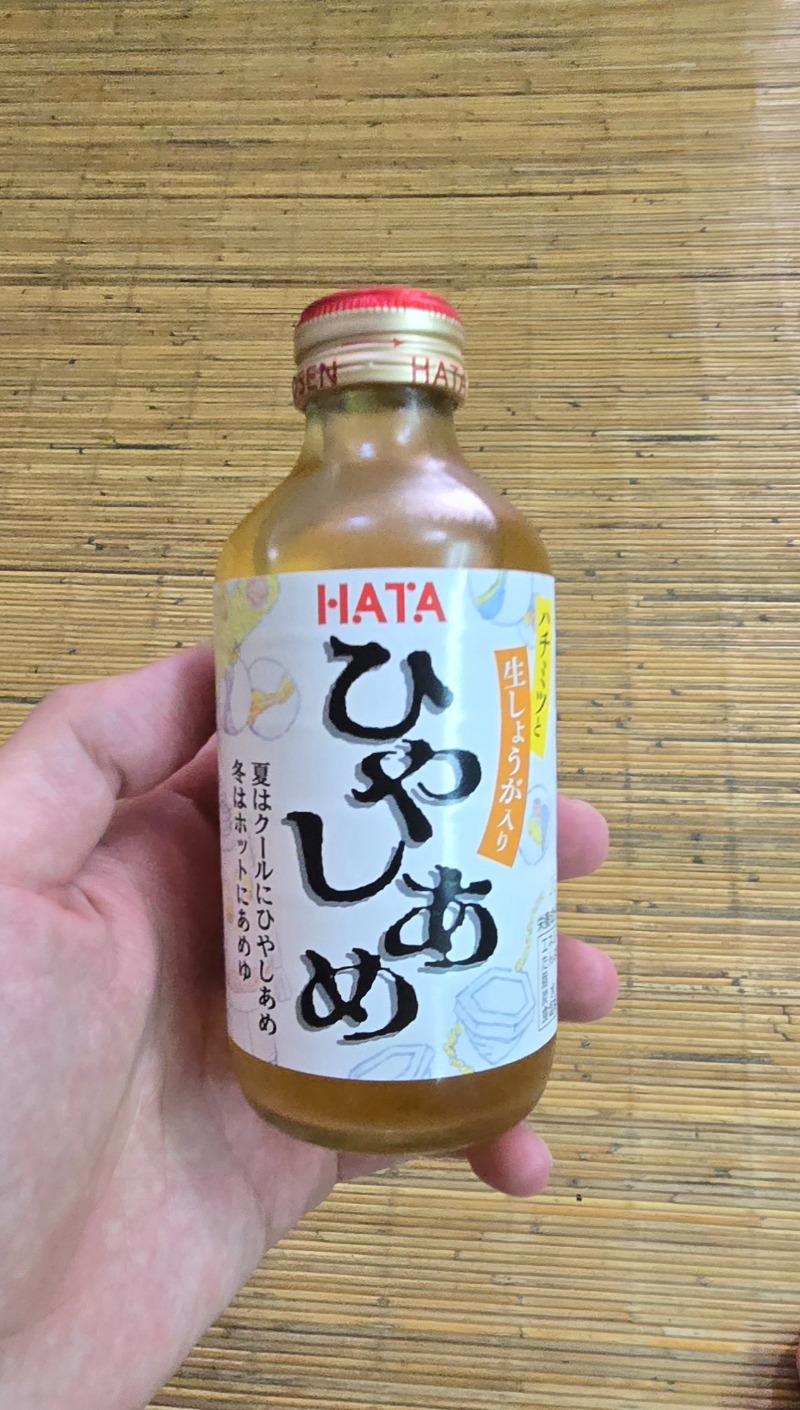 OSEN HATA
HATA
ハチミツと
生しょうが入り
ひやしあめ
夏はクールにひやしあめ
冬はホットにあめゆ